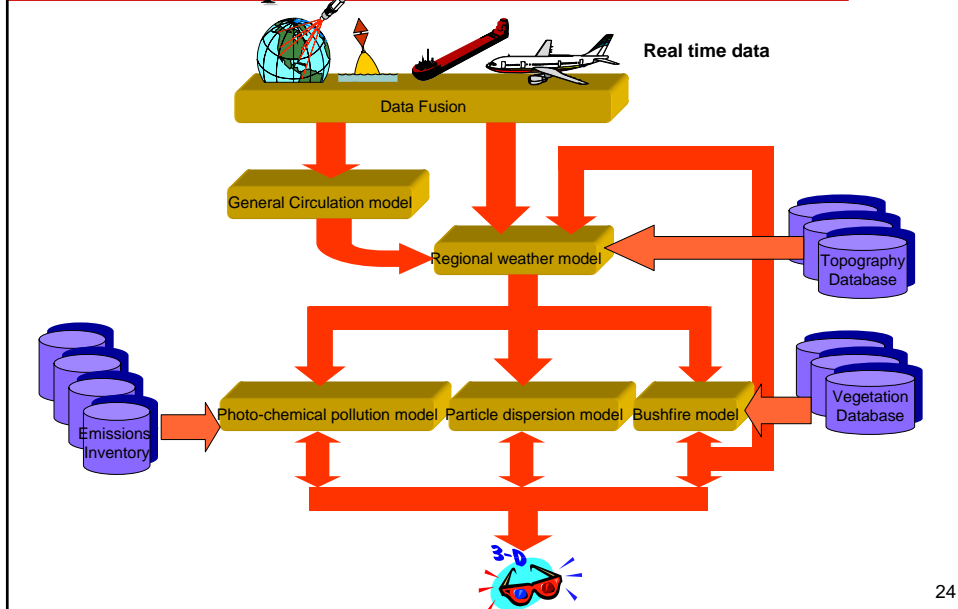 Real time data
Data Fusion
General Circulation model
Regional weather model
Topography
Database
Photo-chemical pollution model
Particle dispersion model
Bushfire model
Vegetation
Database
Emissions
Inventory
3-D
24